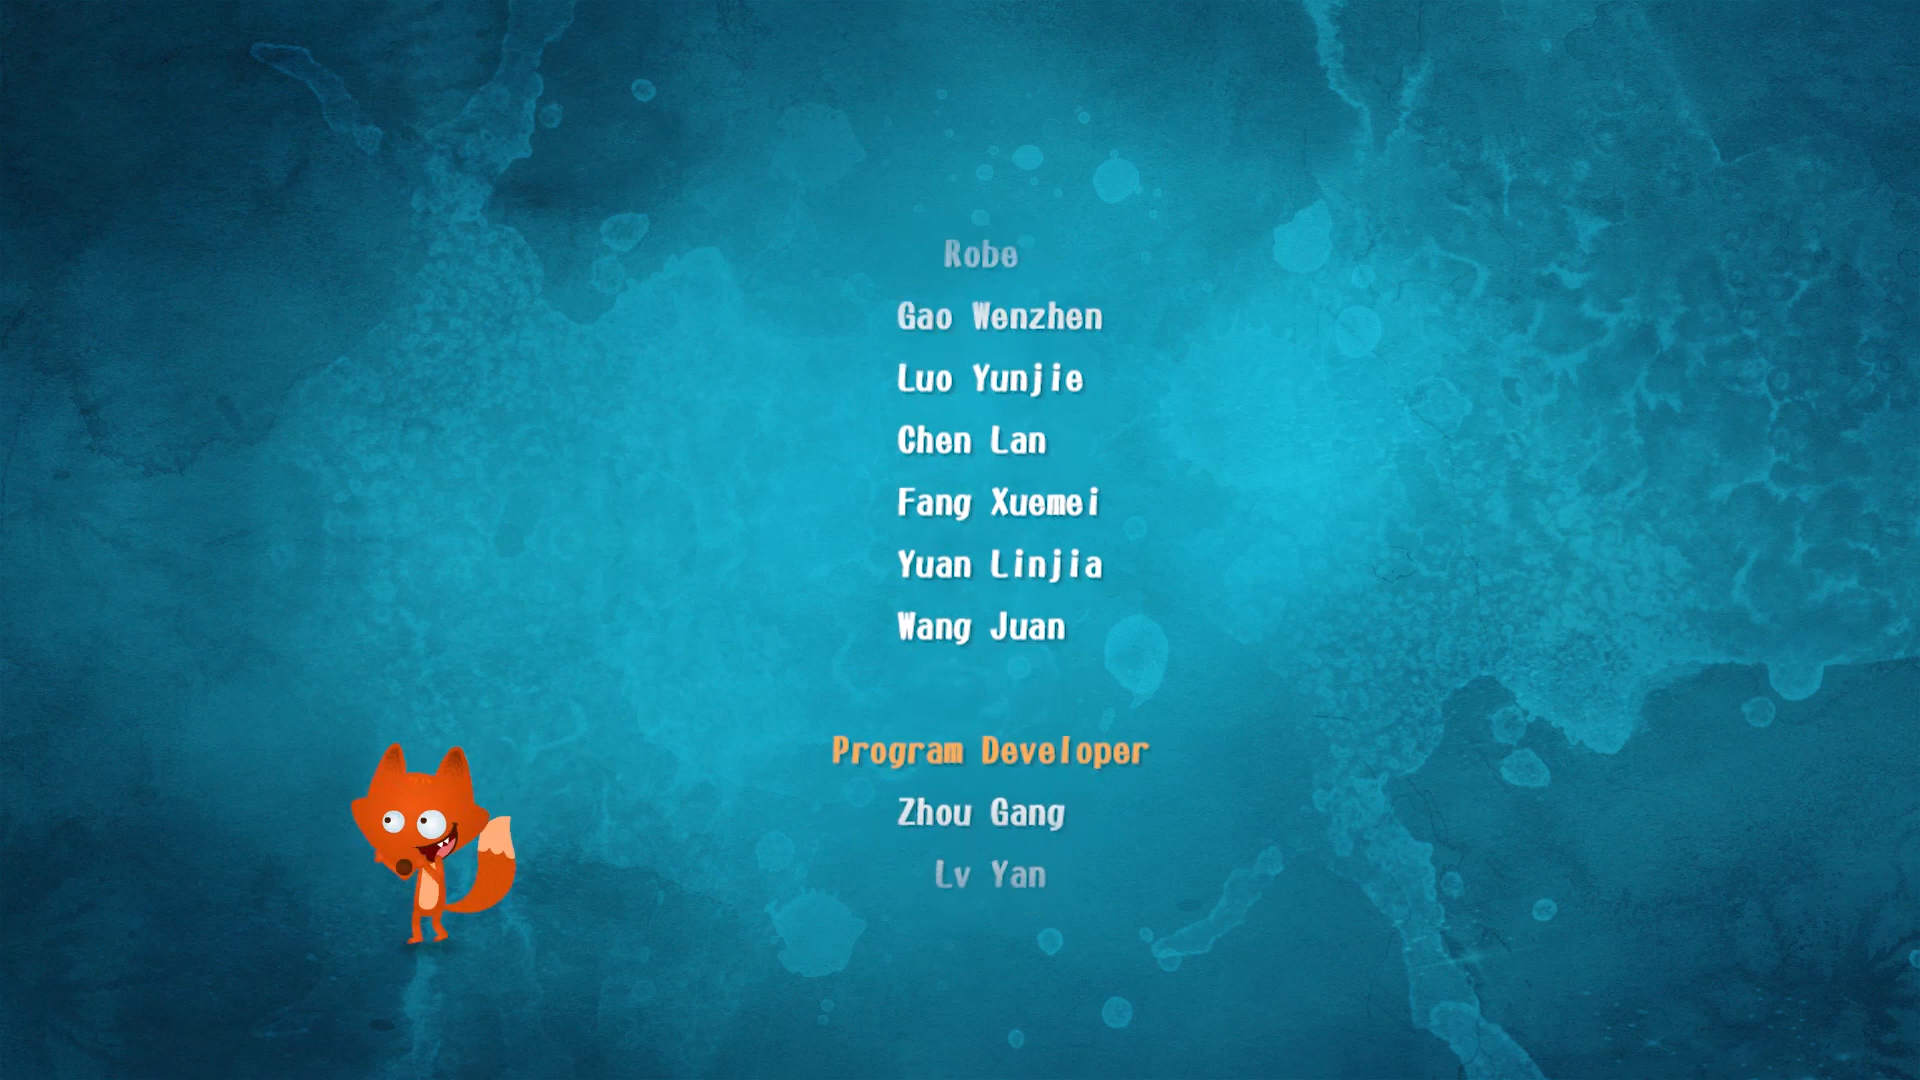 Robe
Gao Wenzhen
Luo Yunjie
Chen Lan
Fang Xuemei
Yuan Linjia
Wang Juan
Program Developer
Zhou Gang
Lv Yan